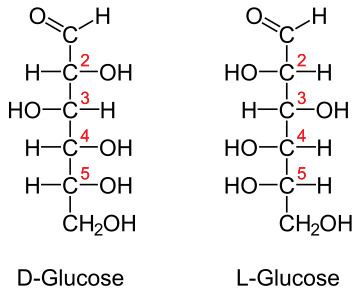 O H O H
C C
2 2
H—C—OH HO—C—H
3 3
HO—C—H H—C—OH
4 4
H—C—OH HO—C—H
5 5
H—C—OH HO—C—H
CH₂OH CH₂OH
D-Glucose L-Glucose